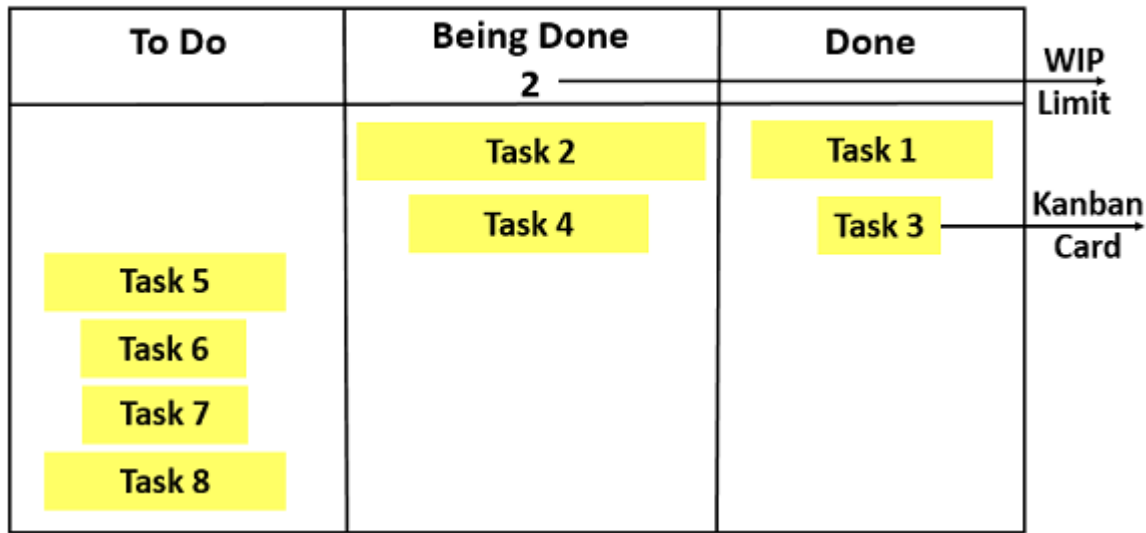 To Do
Being Done
2
Done
WIP
Limit
Task 2
Task 1
Task 4
Task 3
Kanban
Card
Task 5
Task 6
Task 7
Task 8